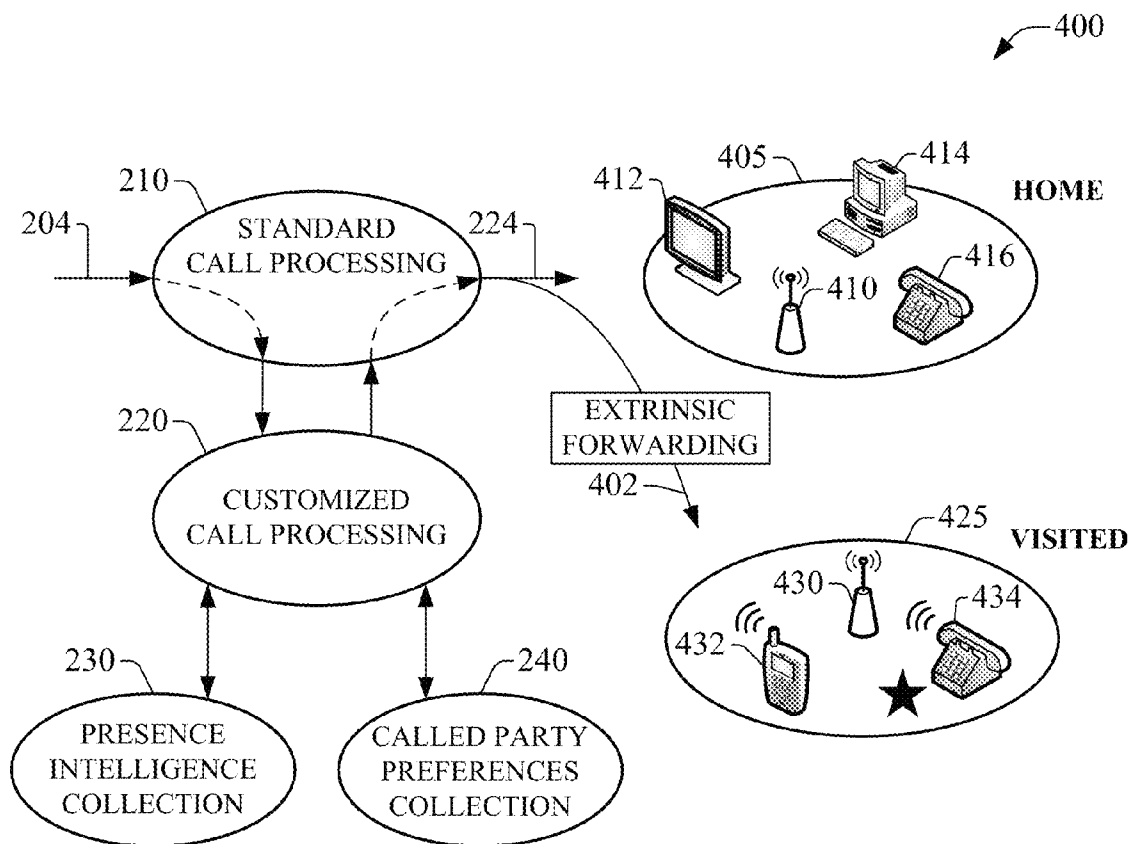 400
210
204
STANDARD
CALL PROCESSING
224
412
405
414
HOME
416
410
220
CUSTOMIZED
CALL PROCESSING
EXTRINSIC
FORWARDING
402
425
VISITED
430
432
434
230
240
PRESENCE
INTELLIGENCE
COLLECTION
CALLED PARTY
PREFERENCES
COLLECTION